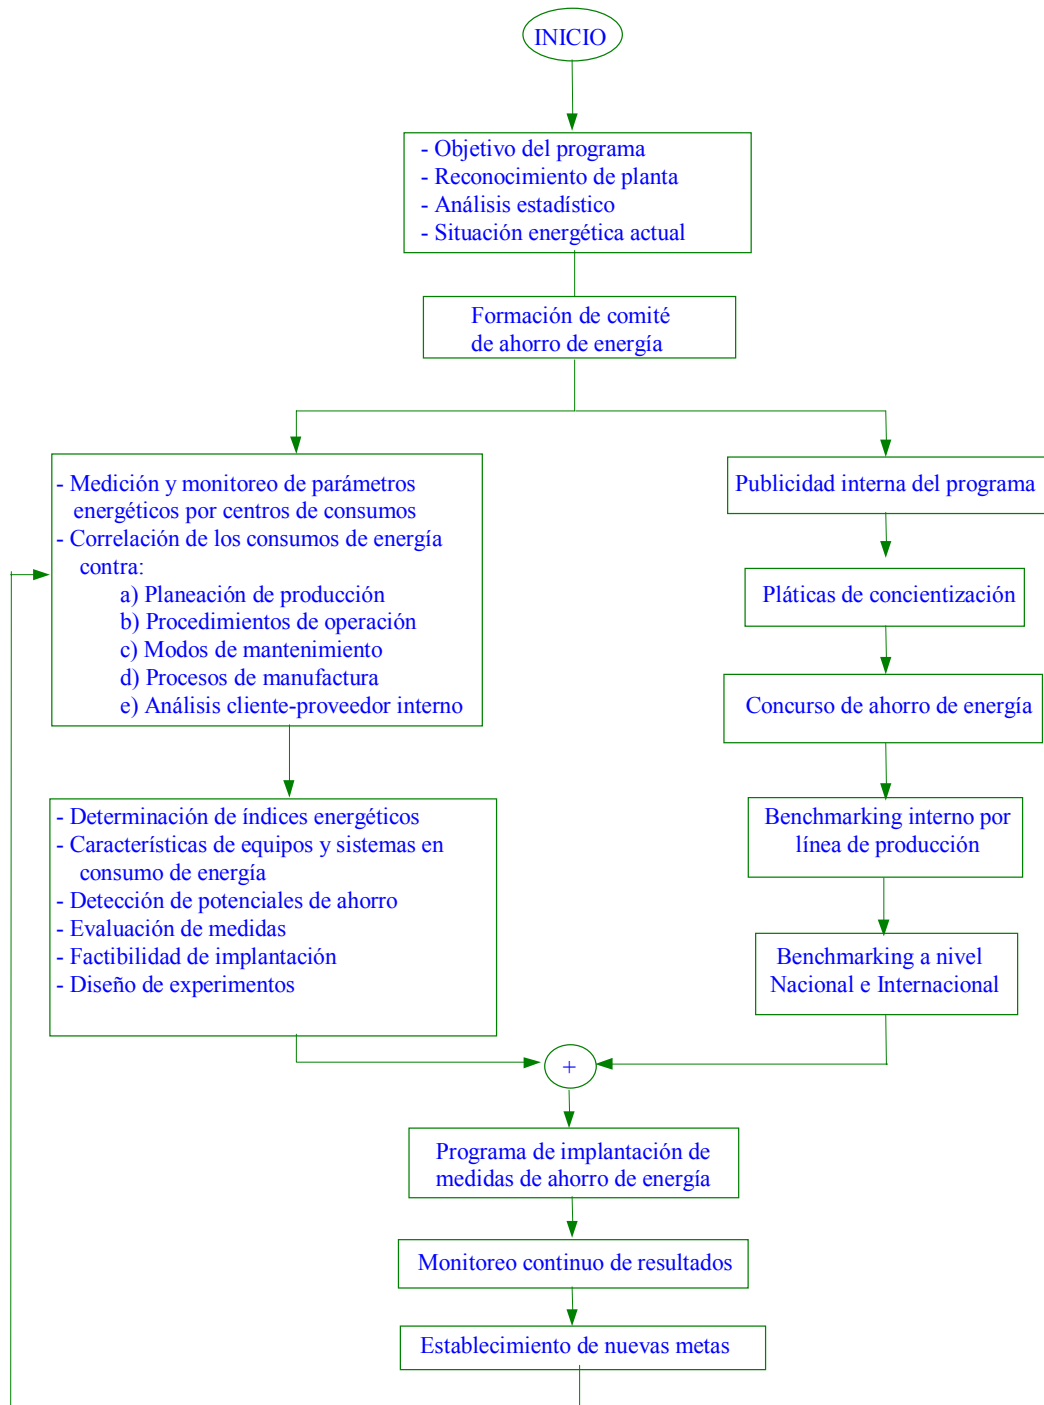 INICIO
- Objetivo del programa
- Reconocimiento de planta
- Análisis estadístico
- Situación energética actual
Formación de comité
de ahorro de energía
- Medición y monitoreo de parámetros
energéticos por centros de consumos
- Correlación de los consumos de energía
contra:
a) Planeación de producción
b) Procedimientos de operación
c) Modos de mantenimiento
d) Procesos de manufactura
e) Análisis cliente-proveedor interno
- Determinación de índices energéticos
- Características de equipos y sistemas en
consumo de energía
- Detección de potenciales de ahorro
- Evaluación de medidas
- Factibilidad de implantación
- Diseño de experimentos
Publicidad interna del programa
Pláticas de concientización
Concurso de ahorro de energía
Benchmarking interno por
línea de producción
Benchmarking a nivel
Nacional e Internacional
+
Programa de implantación de
medidas de ahorro de energía
Monitoreo continuo de resultados
Establecimiento de nuevas metas